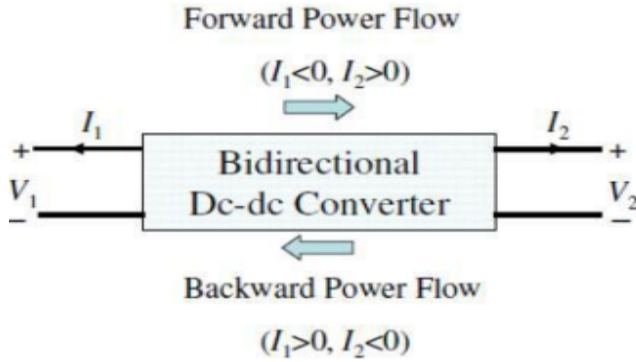 Forward Power Flow
(I₁<0, I₂>0)
I₁
I₂
+
+
Bidirectional
Dc-dc Converter
V₁
V₂
−
−
Backward Power Flow
(I₁>0, I₂<0)